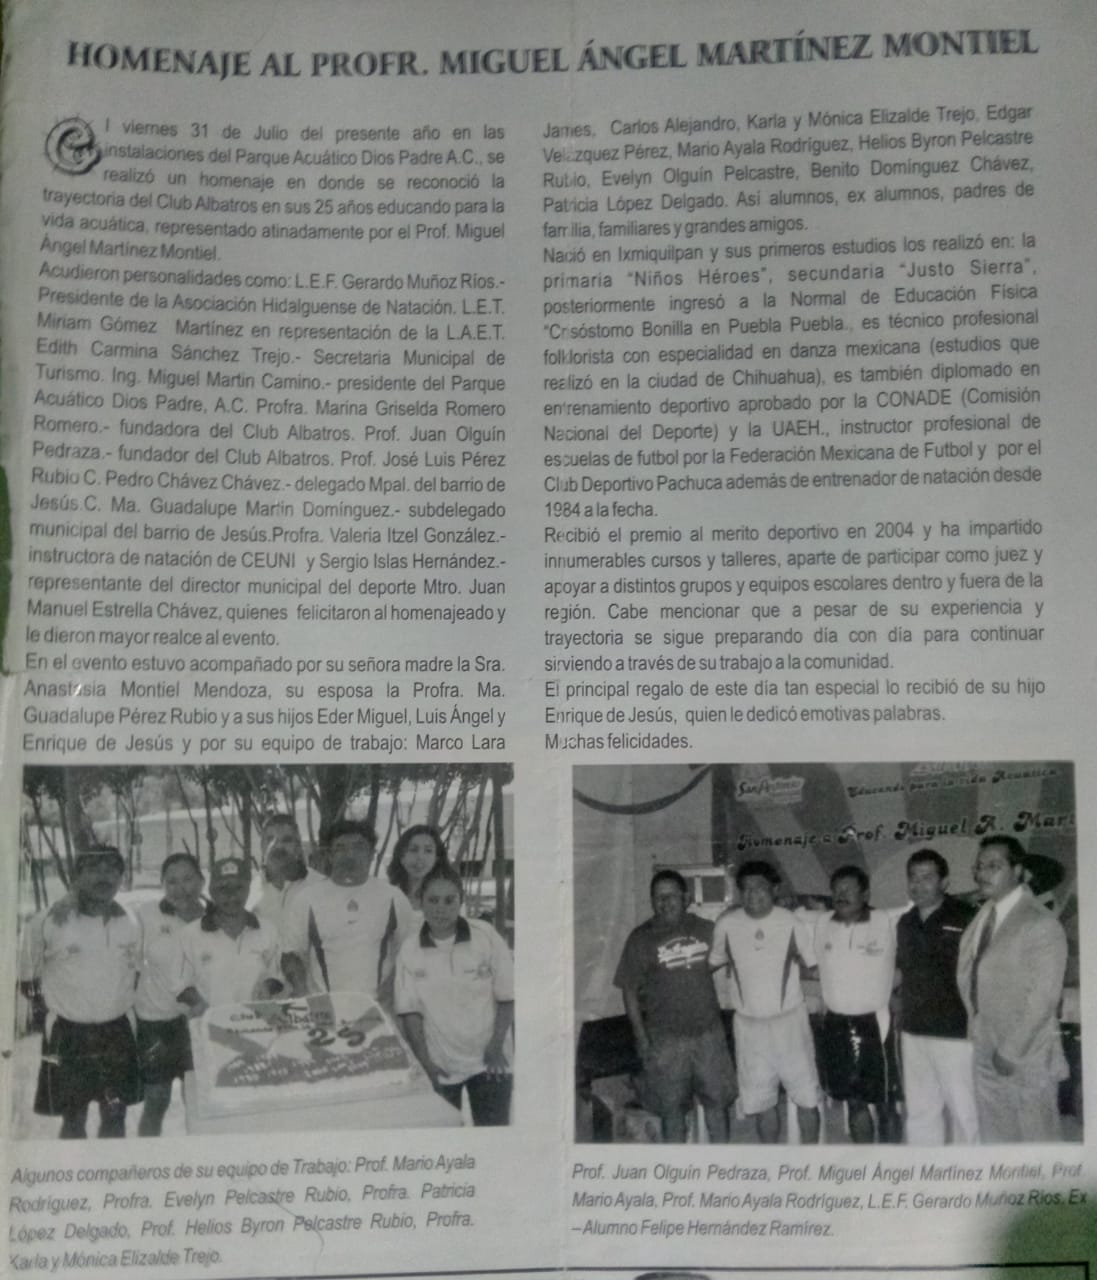 HOMENAJE AL PROFR. MIGUEL ÁNGEL MARTÍNEZ MONTIEL
El viernes 31 de Julio del presente año en las
instalaciones del Parque Acuático Dios Padre A.C., se
realizó un homenaje en donde se reconoció la
trayectoria del Club Albatros en sus 25 años educando para la
vida acuática, representado atinadamente por el Prof. Miguel
Ángel Martínez Montiel.
Acudieron personalidades como: L.E.F. Gerardo Muñoz Ríos.-
Presidente de la Asociación Hidalguense de Natación. L.E.T.
Miriam Gómez Martínez en representación de la L.A.E.T.
Edith Carmina Sánchez Trejo.- Secretaria Municipal de
Turismo. Ing. Miguel Martin Camino.- presidente del Parque
Acuático Dios Padre, A.C. Profra. Marina Griselda Romero
Romero.- fundadora del Club Albatros. Prof. Juan Olguín
Pedraza.- fundador del Club Albatros. Prof. José Luis Pérez
Rubio C. Pedro Chávez Chávez.- delegado Mpal. del barrio de
Jesús.C. Ma. Guadalupe Martin Domínguez.- subdelegado
municipal del barrio de Jesús.Profra. Valeria Itzel González.-
instructora de natación de CEUNI y Sergio Islas Hernández.-
representante del director municipal del deporte Mtro. Juan
Manuel Estrella Chávez, quienes felicitaron al homenajeado y
le dieron mayor realce al evento.
En el evento estuvo acompañado por su señora madre la Sra.
Anastasia Montiel Mendoza, su esposa la Profra. Ma.
Guadalupe Pérez Rubio y a sus hijos Eder Miguel, Luis Ángel y
Enrique de Jesús y por su equipo de trabajo: Marco Lara
James, Carlos Alejandro, Karla y Mónica Elizalde Trejo, Edgar
Velázquez Pérez, Mario Ayala Rodríguez, Helios Byron Pelcastre
Rubio, Evelyn Olguín Pelcastre, Benito Domínguez Chávez,
Patricia López Delgado. Así alumnos, ex alumnos, padres de
familia, familiares y grandes amigos.
Nació en Ixmiquilpan y sus primeros estudios los realizó en: la
primaria “Niños Héroes”, secundaria “Justo Sierra”,
posteriormente ingresó a la Normal de Educación Física
“Crisóstomo Bonilla en Puebla Puebla., es técnico profesional
folklorista con especialidad en danza mexicana (estudios que
realizó en la ciudad de Chihuahua), es también diplomado en
entrenamiento deportivo aprobado por la CONADE (Comisión
Nacional del Deporte) y la UAEH., instructor profesional de
escuelas de futbol por la Federación Mexicana de Futbol y por el
Club Deportivo Pachuca además de entrenador de natación desde
1984 a la fecha.
Recibió el premio al merito deportivo en 2004 y ha impartido
innumerables cursos y talleres, aparte de participar como juez y
apoyar a distintos grupos y equipos escolares dentro y fuera de la
región. Cabe mencionar que a pesar de su experiencia y
trayectoria se sigue preparando día con día para continuar
sirviendo a través de su trabajo a la comunidad.
El principal regalo de este día tan especial lo recibió de su hijo
Enrique de Jesús, quien le dedicó emotivas palabras.
Muchas felicidades.
Club Albatros
25
San Antonio
Educando para la vida Acuática
Homenaje a Prof. Miguel A. Mart
Algunos compañeros de su equipo de Trabajo: Prof. Mario Ayala
Rodríguez, Profra. Evelyn Pelcastre Rubio, Profra. Patricia
López Delgado, Prof. Helios Byron Pelcastre Rubio, Profra.
Karla y Mónica Elizalde Trejo.
Prof. Juan Olguín Pedraza, Prof. Miguel Ángel Martínez Montiel, Prof.
Mario Ayala, Prof. Mario Ayala Rodríguez, L.E.F. Gerardo Muñoz Ríos, Ex
–Alumno Felipe Hernández Ramírez.